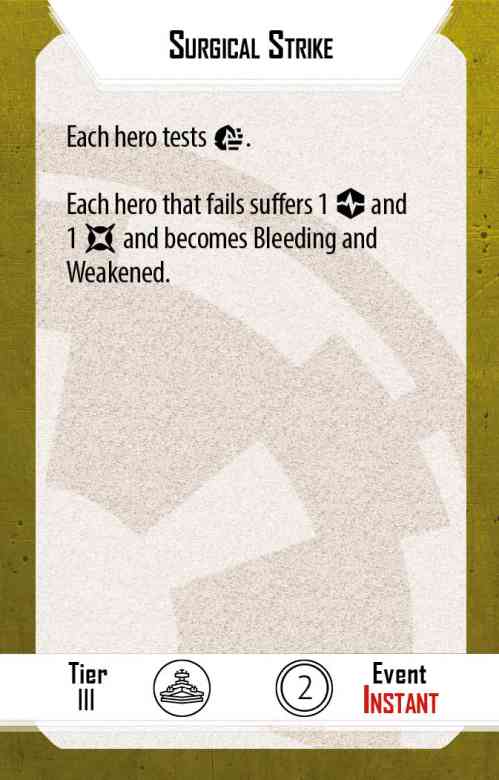 Surgical Strike
Each hero tests .
Each hero that fails suffers 1 and
1 and becomes Bleeding and
Weakened.
Tier
III
2
Event
Instant